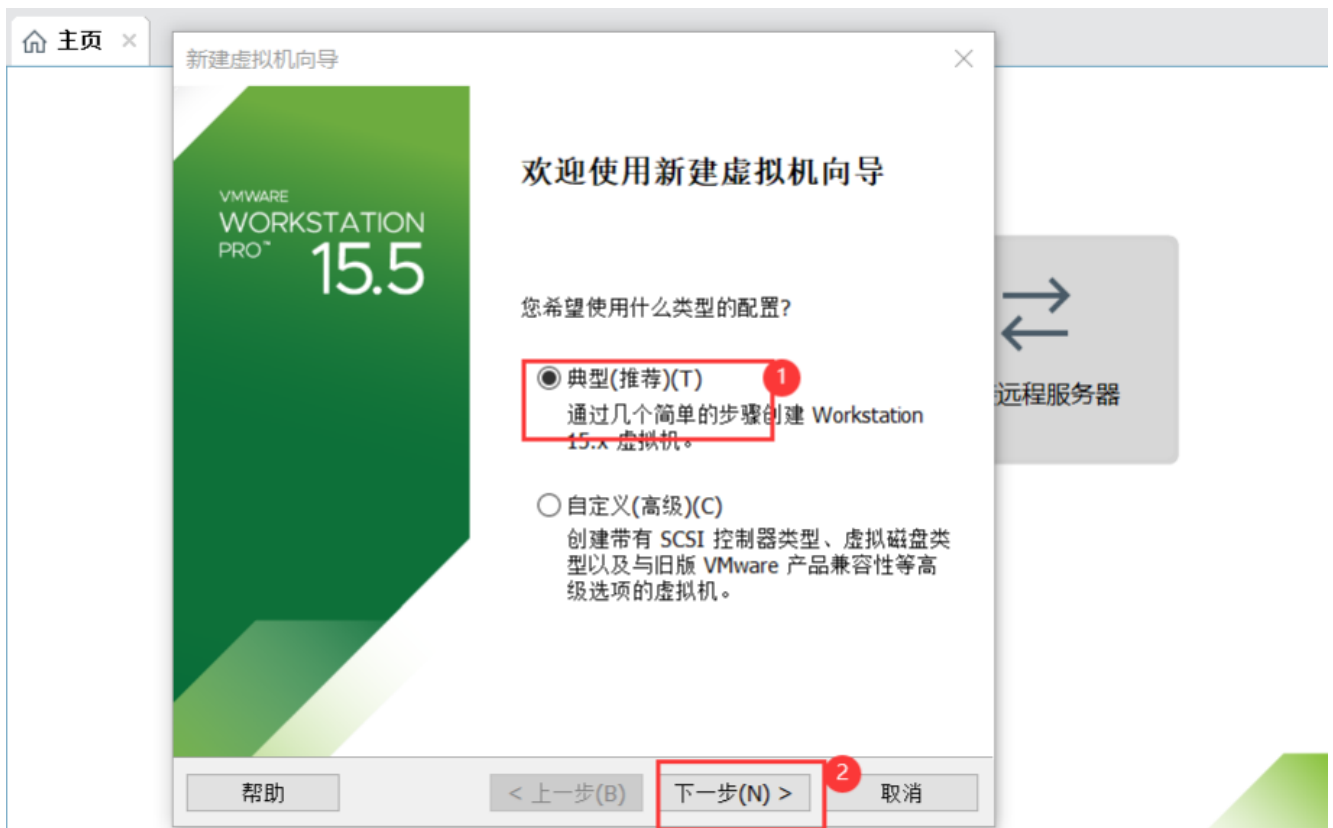 主页
新建虚拟机向导
VMWARE
WORKSTATION
PRO™ 15.5
欢迎使用新建虚拟机向导
您希望使用什么类型的配置?
典型(推荐)(T)
1
通过几个简单的步骤创建 Workstation
15.x 虚拟机。
自定义(高级)(C)
创建带有 SCSI 控制器类型、虚拟磁盘类
型以及与旧版 VMware 产品兼容性等高
级选项的虚拟机。
远程服务器
帮助
< 上一步(B)
下一步(N) >
2
取消